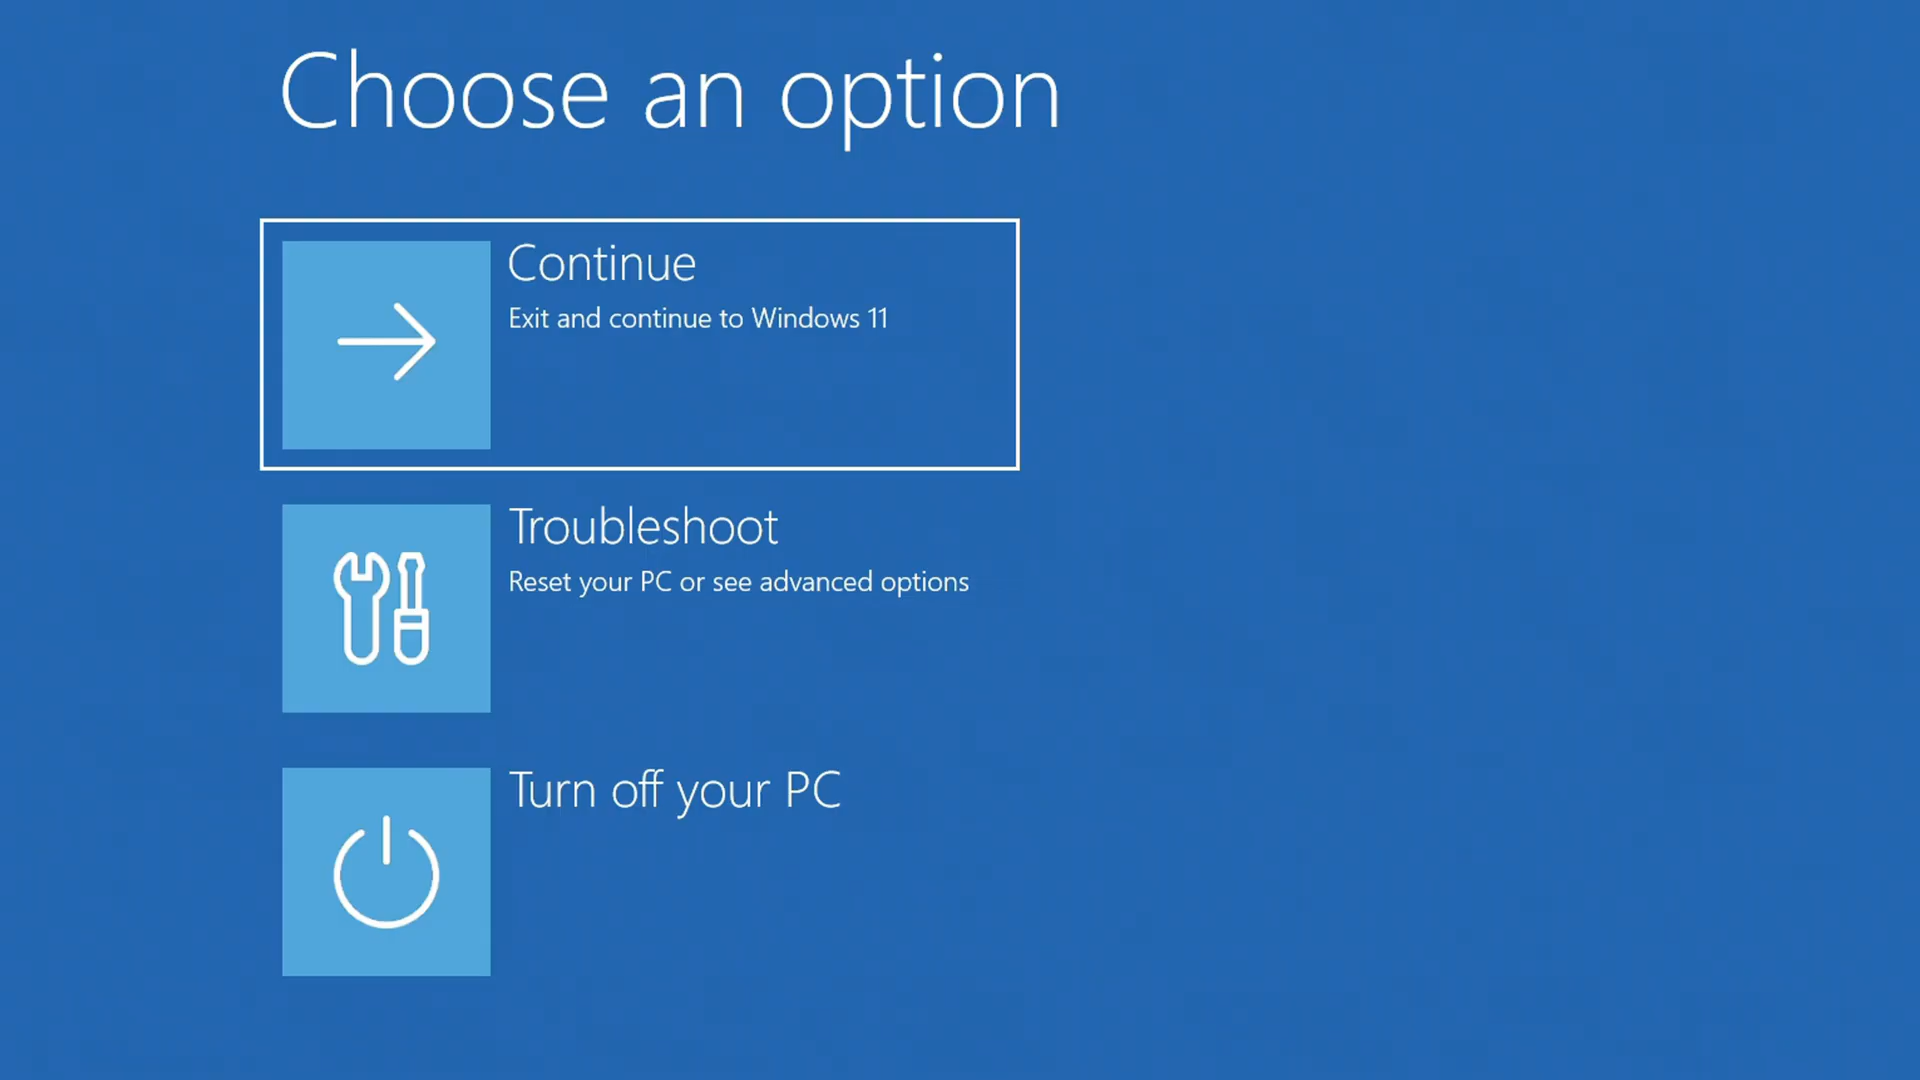 Choose an option
Continue
Exit and continue to Windows 11
Troubleshoot
Reset your PC or see advanced options
Turn off your PC